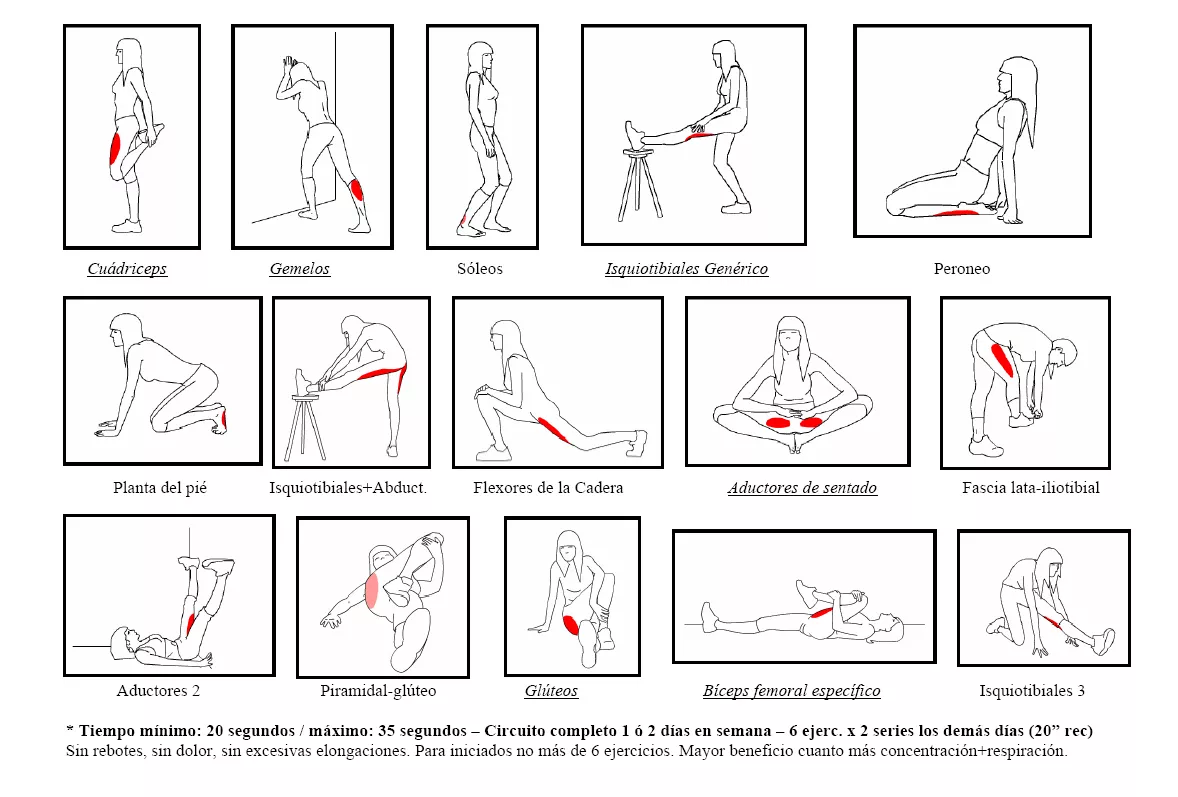 Cuádriceps
Gemelos
Sóleos
Isquiotibiales Genérico
Peroneo
Planta del pié
Isquiotibiales+Abduct.
Flexores de la Cadera
Aductores de sentado
Fascia lata-iliotibial
Aductores 2
Piramidal-glúteo
Glúteos
Bíceps femoral específico
Isquiotibiales 3
* Tiempo mínimo: 20 segundos / máximo: 35 segundos – Circuito completo 1 ó 2 días en semana – 6 ejerc. x 2 series los demás días (20” rec)
Sin rebotes, sin dolor, sin excesivas elongaciones. Para iniciados no más de 6 ejercicios. Mayor beneficio cuanto más concentración+respiración.